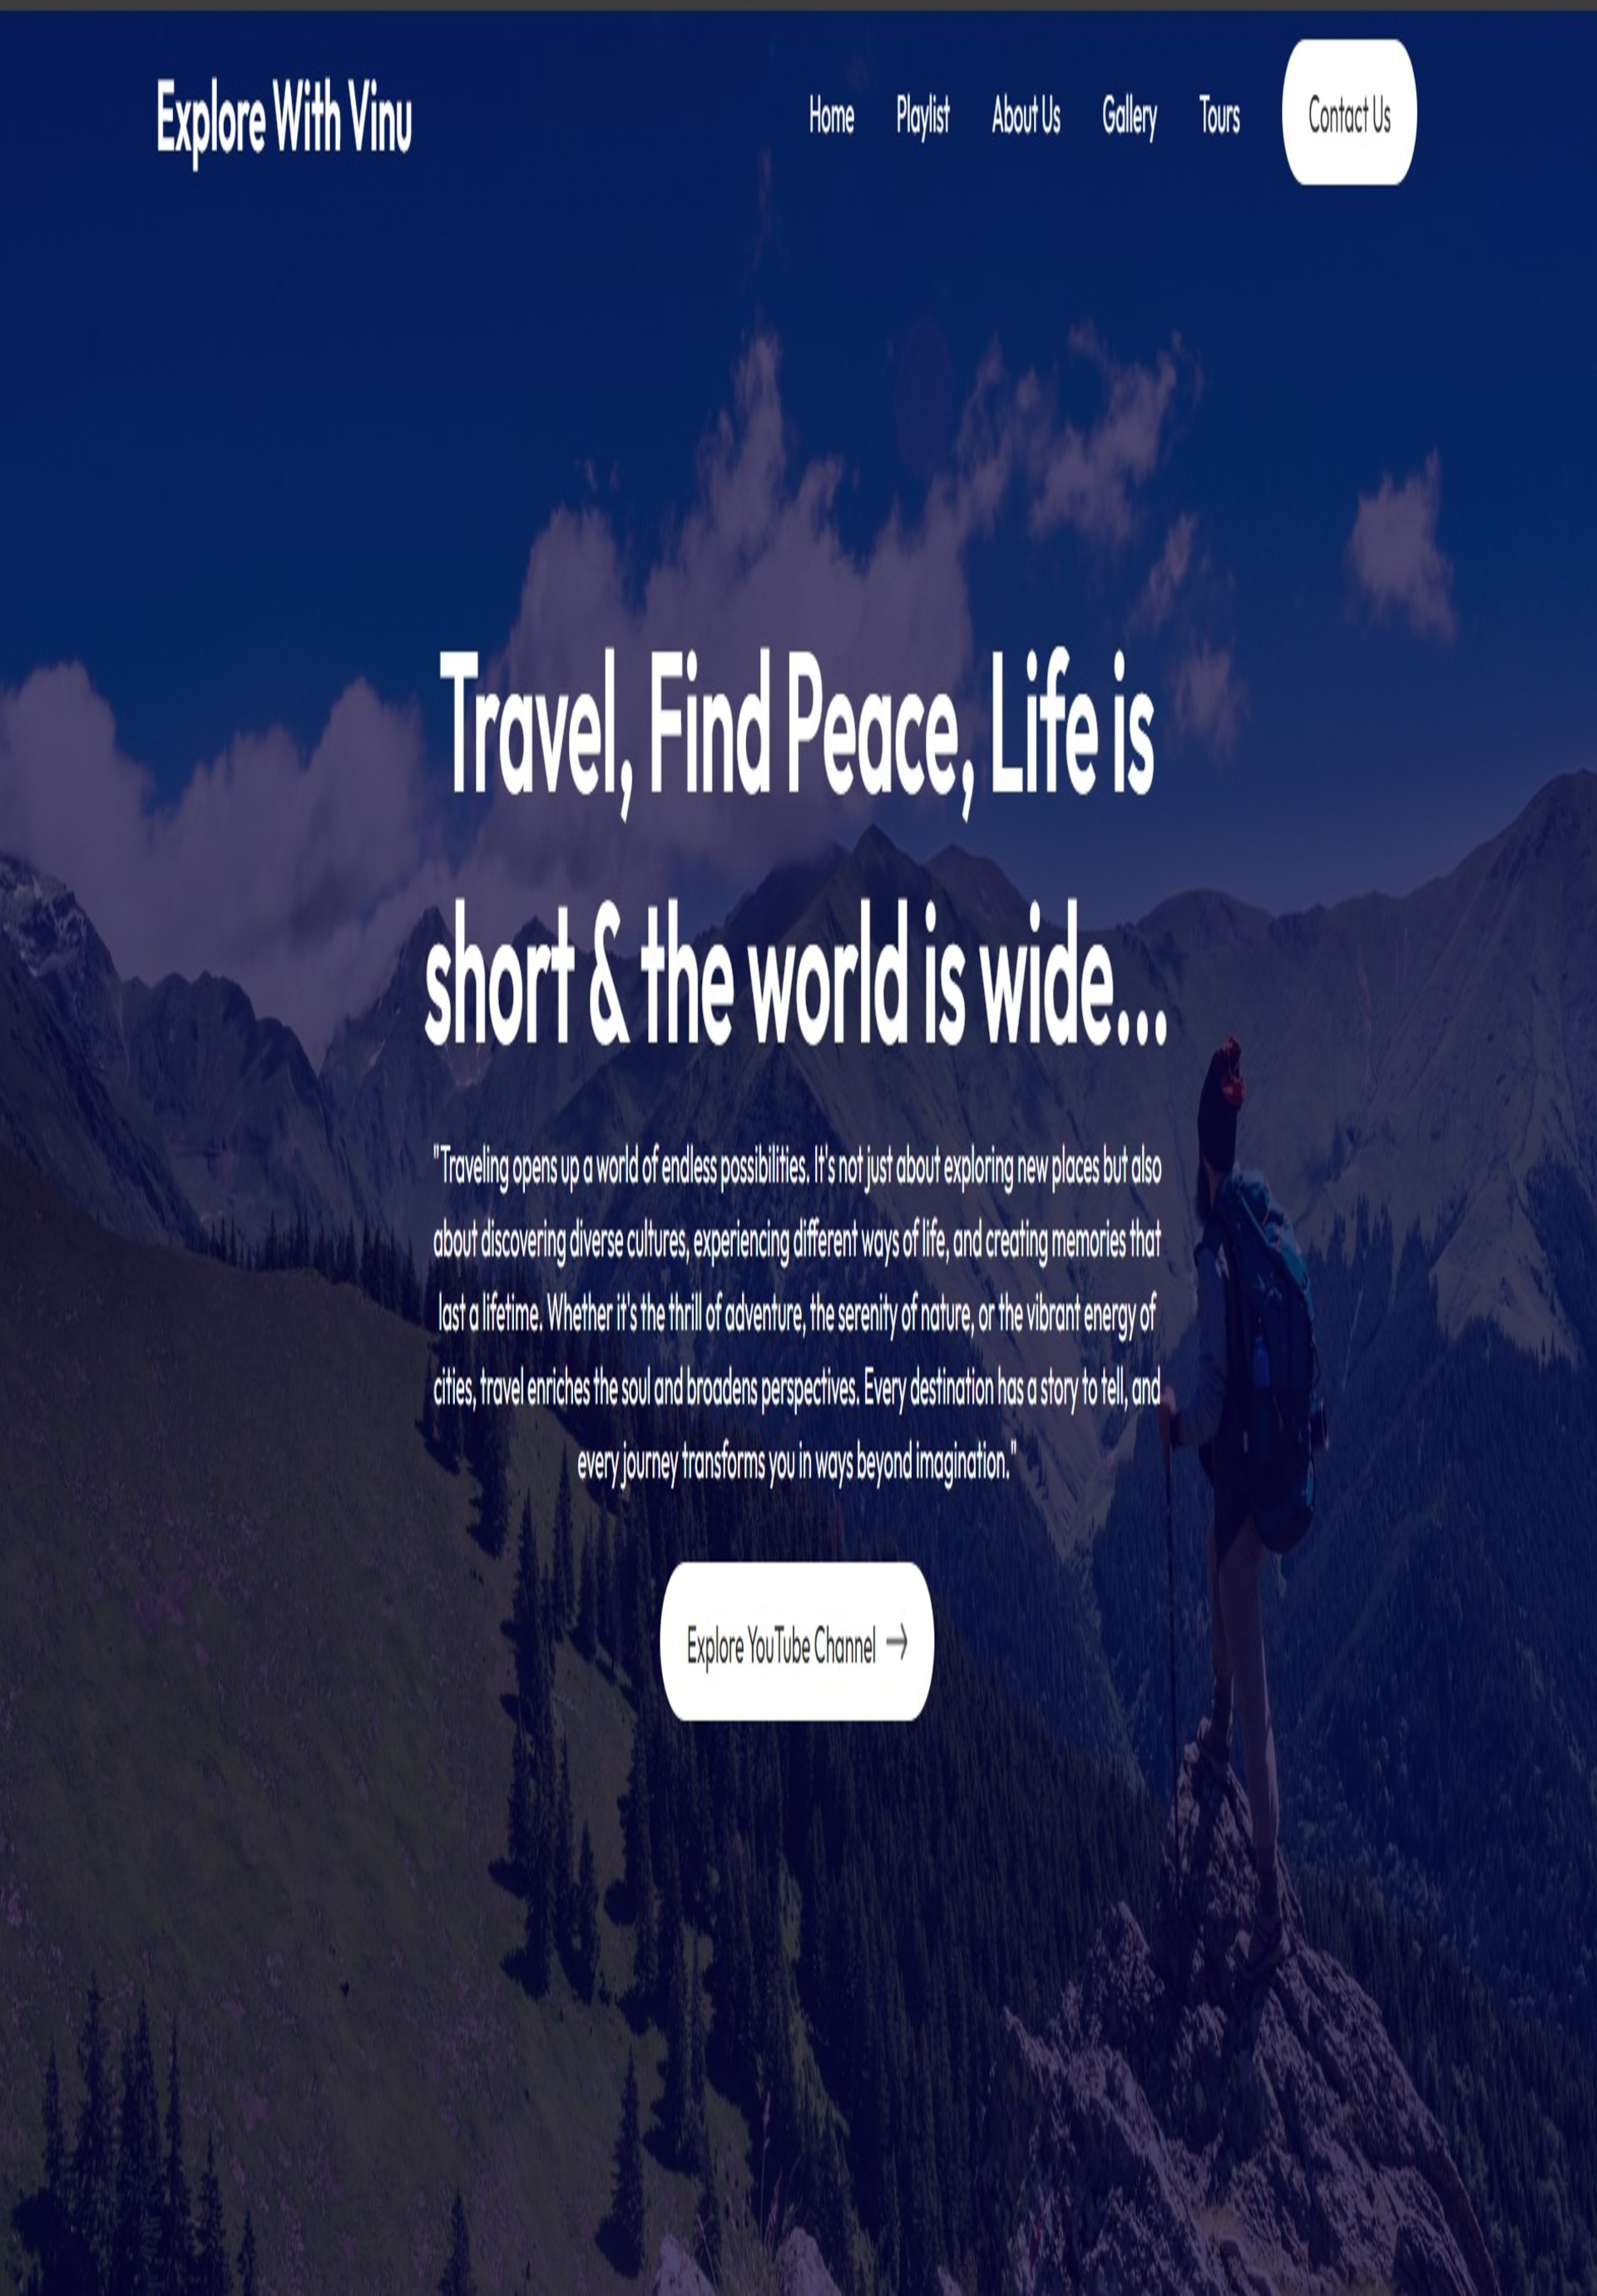 Explore With Vinu
Home Playlist About Us Gallery Tours Contact Us
Travel, Find Peace, Life is
short & the world is wide...
"Traveling opens up a world of endless possibilities. It's not just about exploring new places but also
about discovering diverse cultures, experiencing different ways of life, and creating memories that
last a lifetime. Whether it's the thrill of adventure, the serenity of nature, or the vibrant energy of
cities, travel enriches the soul and broadens perspectives. Every destination has a story to tell, and
every journey transforms you in ways beyond imagination."
Explore YouTube Channel →